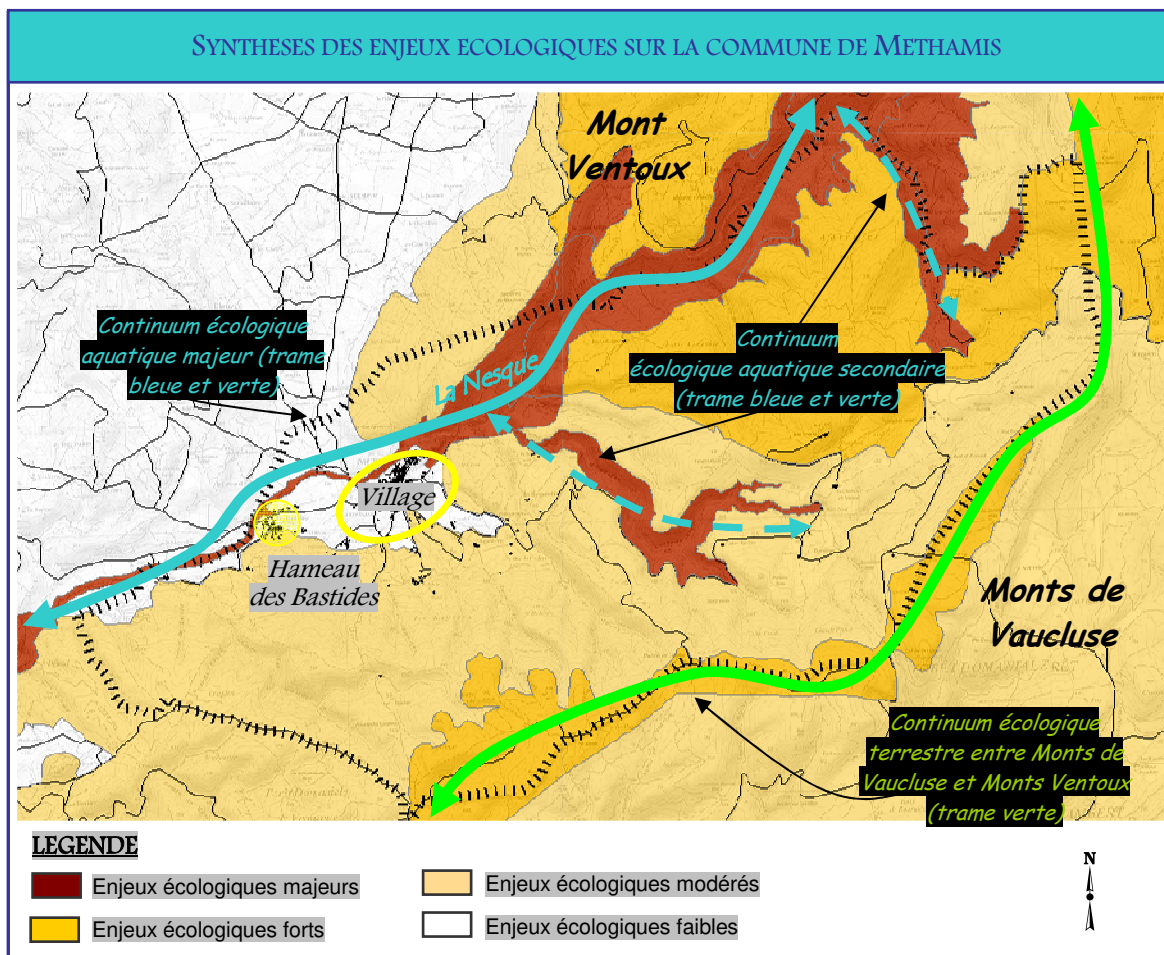 SYNTHESES DES ENJEUX ECOLOGIQUES SUR LA COMMUNE DE METHAMIS
Mont
Ventoux
Continuum écologique
aquatique majeur (trame
bleue et verte)
La Nesque
Continuum
écologique aquatique secondaire
(trame bleue et verte)
Village
Hameau
des Bastides
Monts de
Vaucluse
Continuum écologique
terrestre entre Monts de
Vaucluse et Monts Ventoux
(trame verte)
LEGENDE
Enjeux écologiques majeurs
Enjeux écologiques modérés
Enjeux écologiques forts
Enjeux écologiques faibles
N